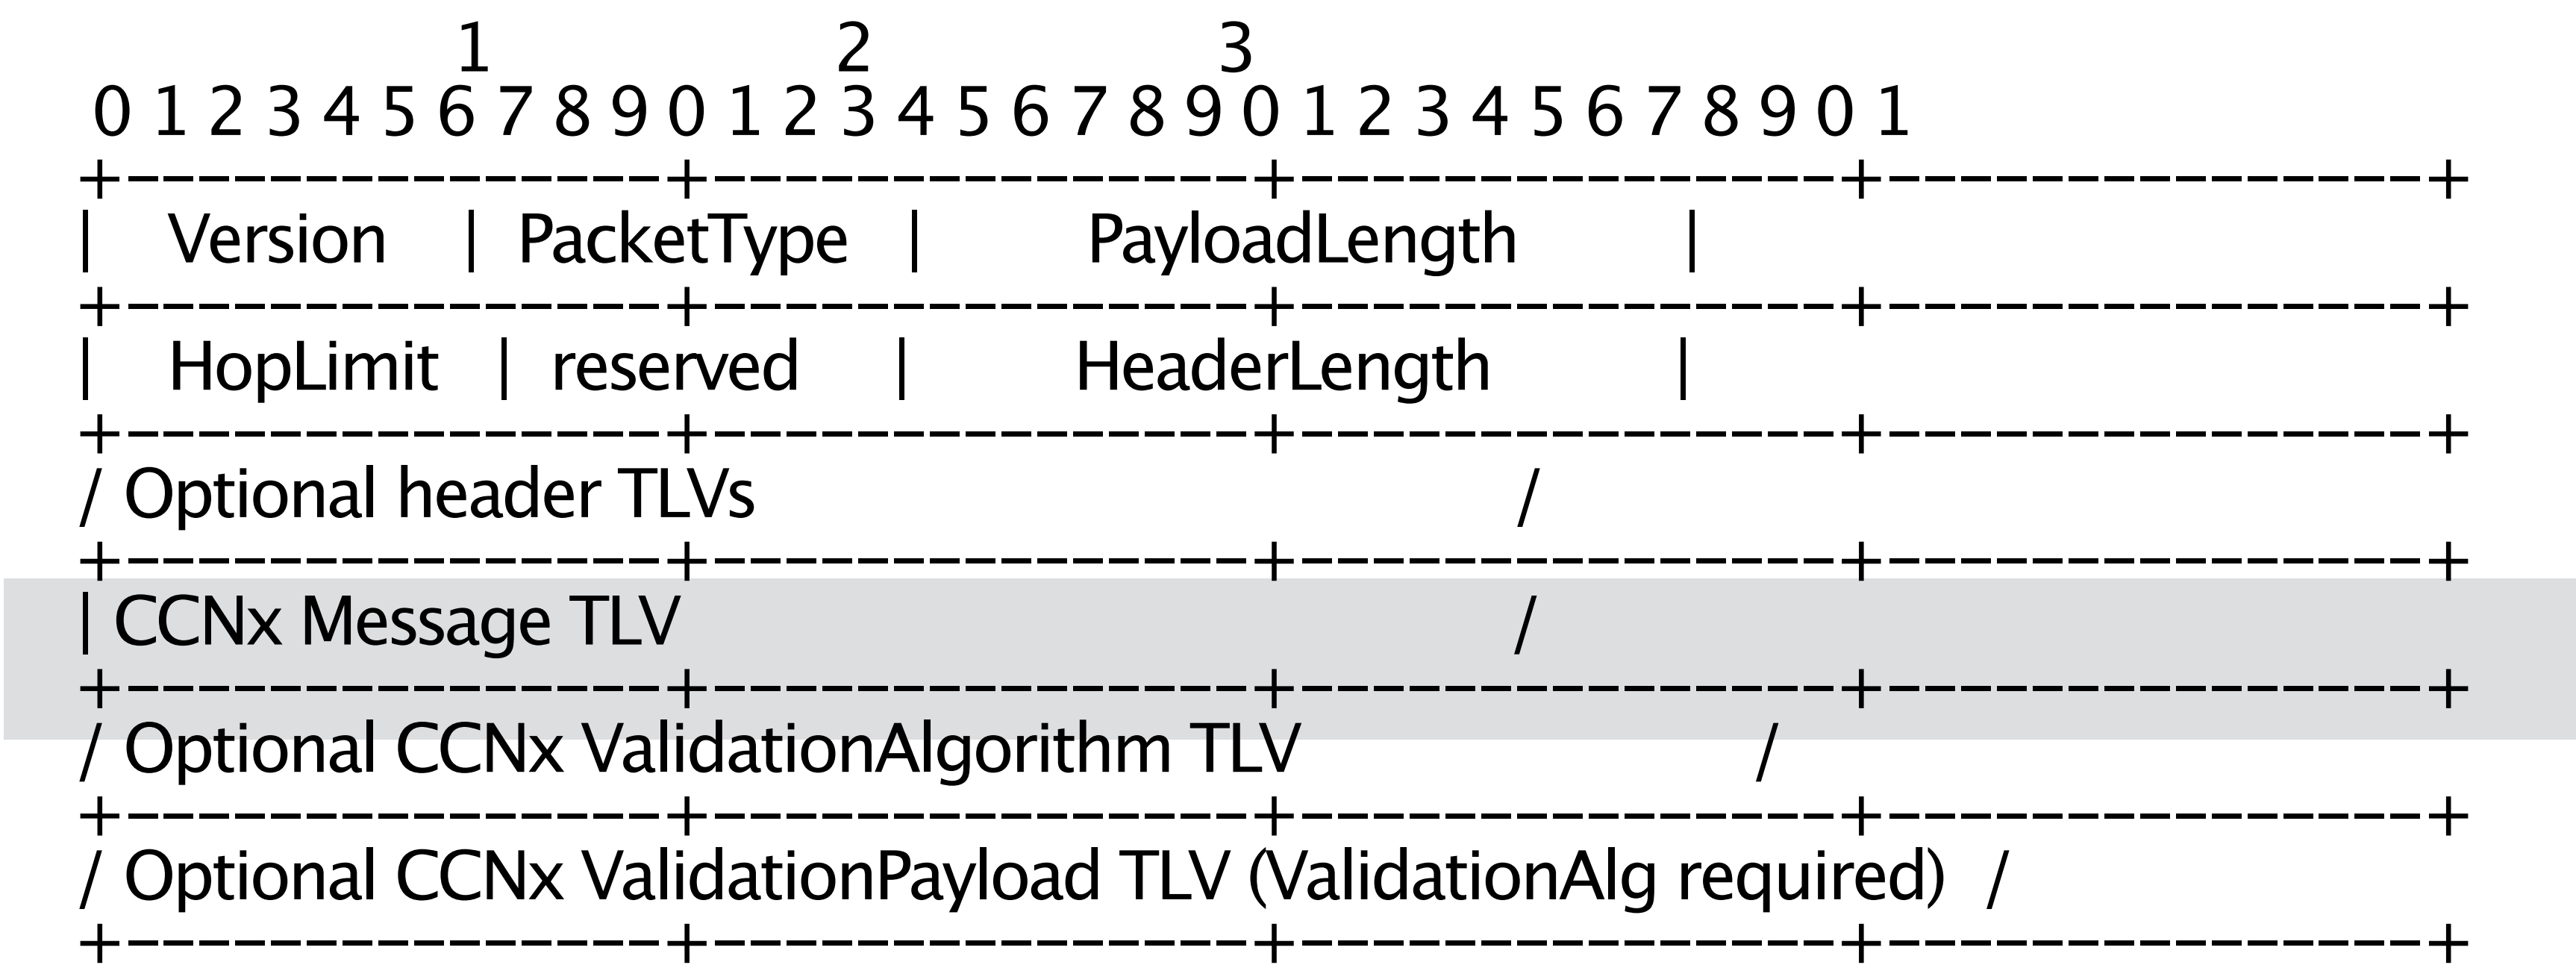 1 2 3
0 1 2 3 4 5 6 7 8 9 0 1 2 3 4 5 6 7 8 9 0 1 2 3 4 5 6 7 8 9 0 1
+---------------+---------------+---------------+---------------+
| Version | PacketType | PayloadLength |
+---------------+---------------+---------------+---------------+
| HopLimit | reserved | HeaderLength |
+---------------+---------------+---------------+---------------+
/ Optional header TLVs /
+---------------+---------------+---------------+---------------+
| CCNx Message TLV /
+---------------+---------------+---------------+---------------+
/ Optional CCNx ValidationAlgorithm TLV /
+---------------+---------------+---------------+---------------+
/ Optional CCNx ValidationPayload TLV (ValidationAlg required) /
+---------------+---------------+---------------+---------------+